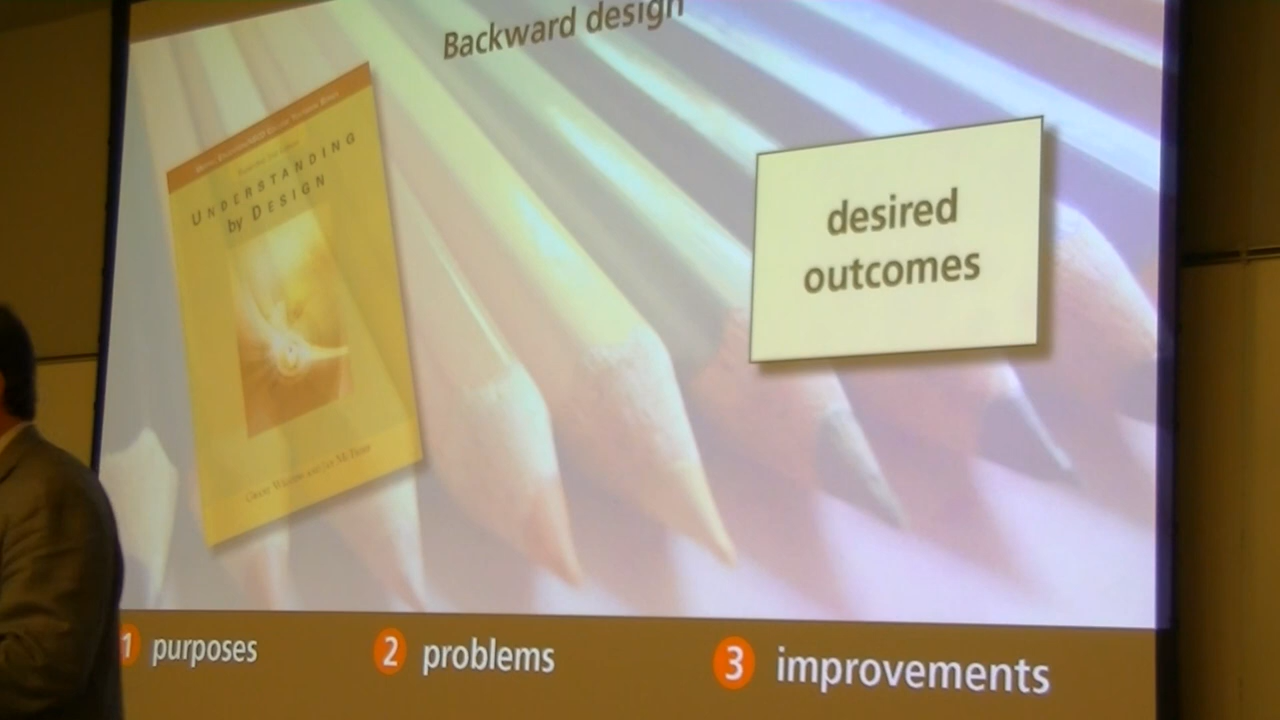 Backward design
UNDERSTANDING
by DESIGN
desired
outcomes
1 purposes
2 problems
3 improvements